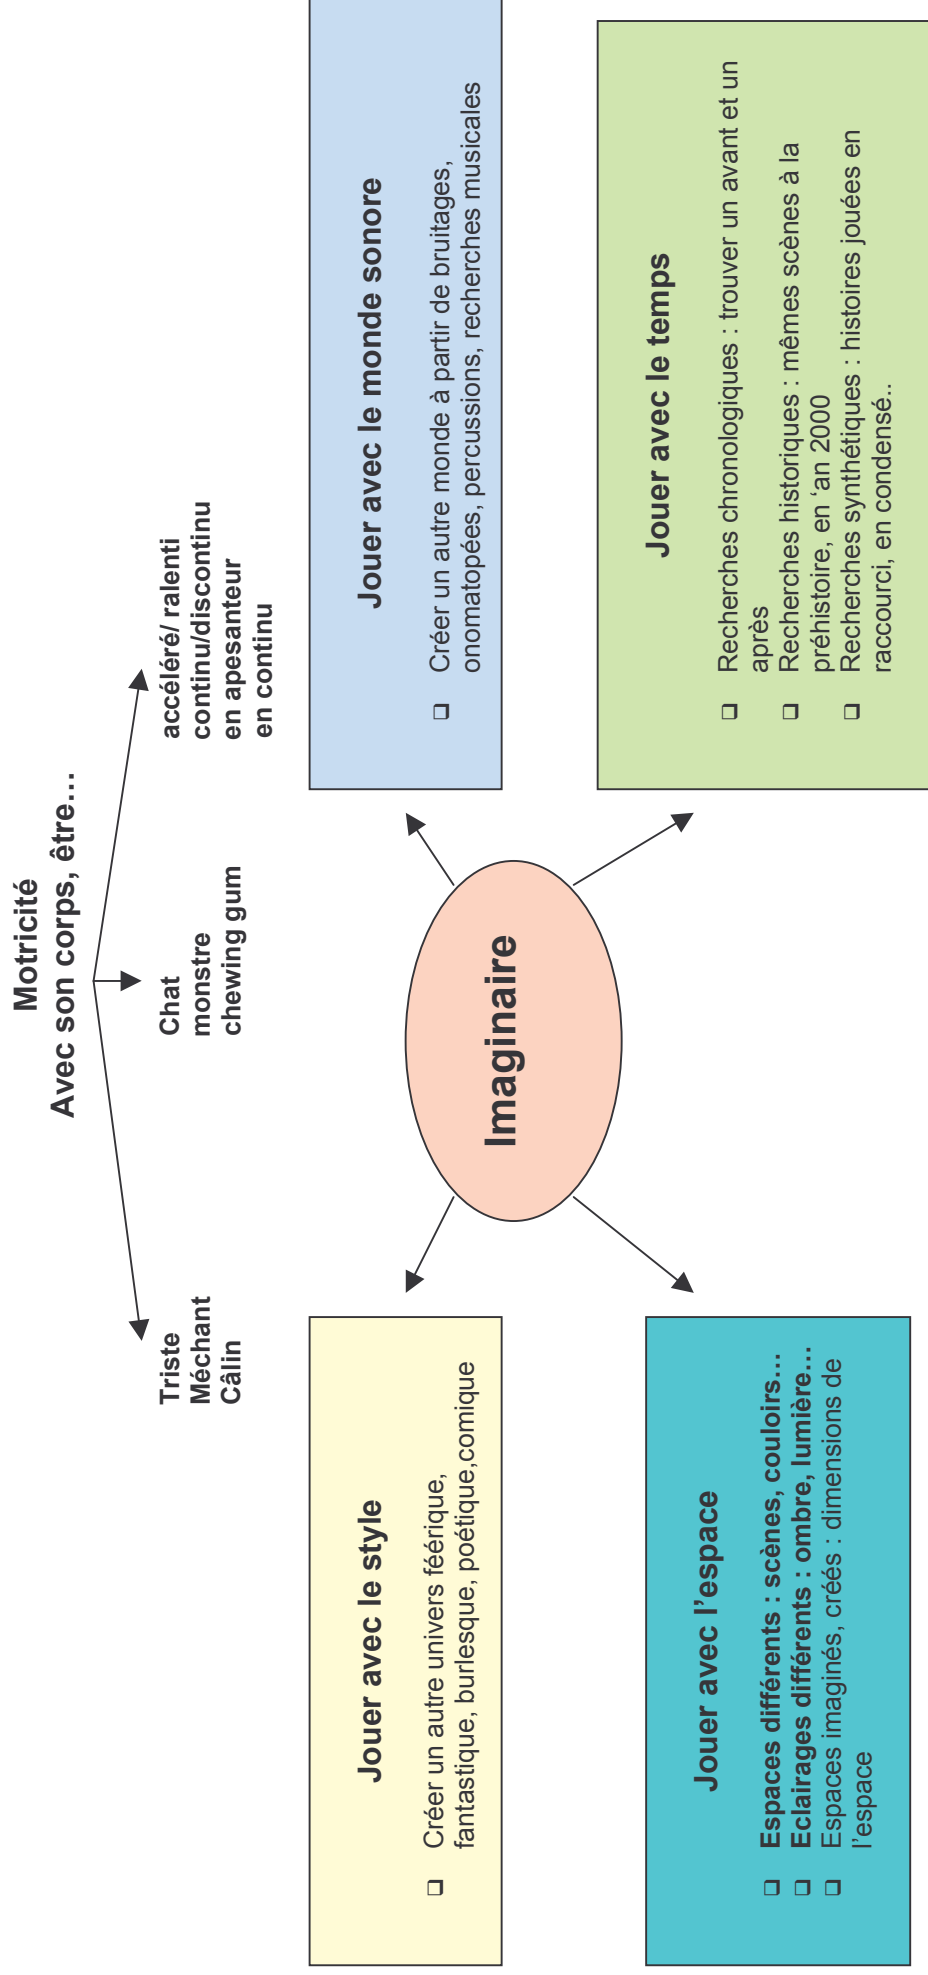 Motricité
Avec son corps, être…
Triste
Méchant
Câlin
Chat
monstre
chewing gum
accéléré/ ralenti
continu/discontinu
en apesanteur
en continu
Jouer avec le style
❑ Créer un autre univers féérique,
fantastique, burlesque, poétique,comique
Jouer avec le monde sonore
❑ Créer un autre monde à partir de bruitages,
onomatopées, percussions, recherches musicales
Imaginaire
Jouer avec l’espace
❑ Espaces différents : scènes, couloirs…
❑ Eclairages différents : ombre, lumière…
❑ Espaces imaginés, créés : dimensions de
l’espace
Jouer avec le temps
❑ Recherches chronologiques : trouver un avant et un
après
❑ Recherches historiques : mêmes scènes à la
préhistoire, en ‘an 2000
❑ Recherches synthétiques : histoires jouées en
raccourci, en condensé..